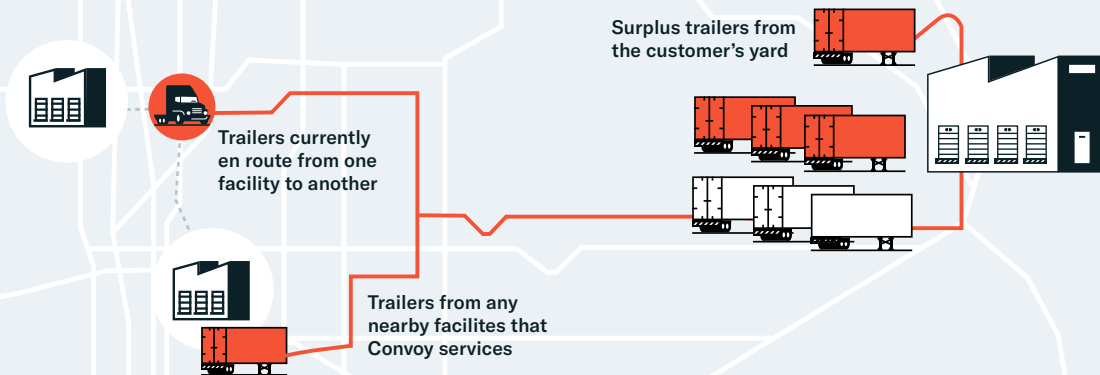 Surplus trailers from
the customer’s yard
Trailers currently
en route from one
facility to another
Trailers from any
nearby facilites that
Convoy services